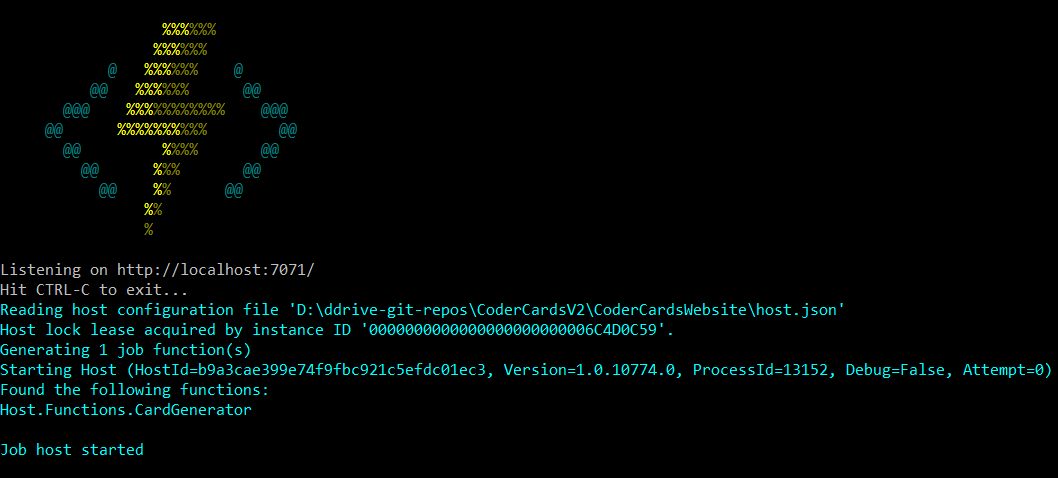 %%%%%%
%%%%%%
@ %%%%%% @
@@ %%%%%% @@
@@@ %%%%%%%%%%% @@@
@@ %%%%%%%%%% @@
@@ %%%% @@
@@ %%% @@
@@ %% @@
%%
%
Listening on http://localhost:7071/
Hit CTRL-C to exit...
Reading host configuration file 'D:\ddrive-git-repos\CoderCardsV2\CoderCardsWebsite\host.json'
Host lock lease acquired by instance ID '0000000000000000000000006C4D0C59'.
Generating 1 job function(s)
Starting Host (HostId=b9a3cae399e74f9fbc921c5efdc01ec3, Version=1.0.10774.0, ProcessId=13152, Debug=False, Attempt=0)
Found the following functions:
Host.Functions.CardGenerator
Job host started